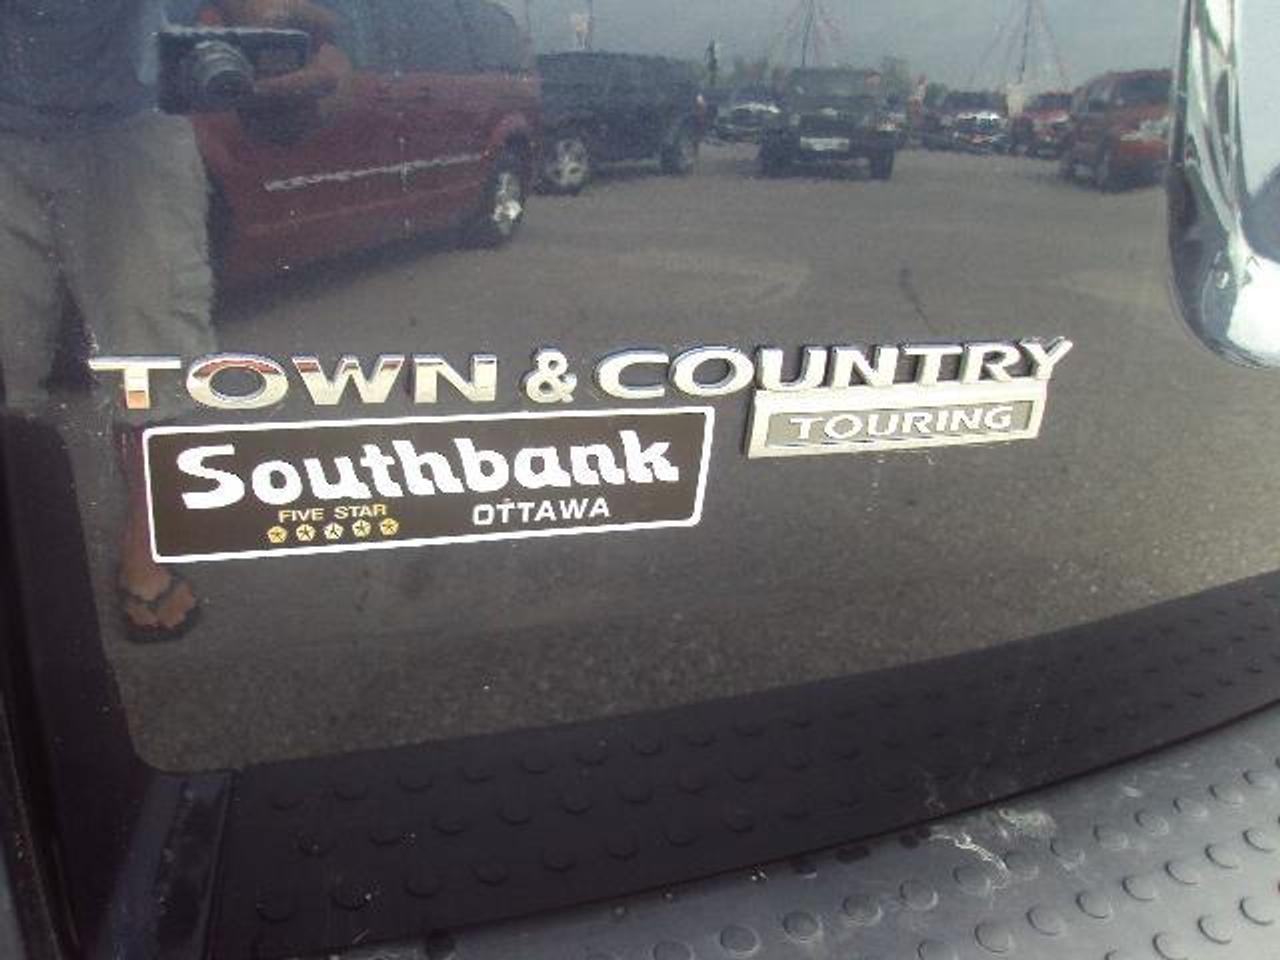 TOWN & COUNTRY
TOURING
Southbank
FIVE STAR
OTTAWA